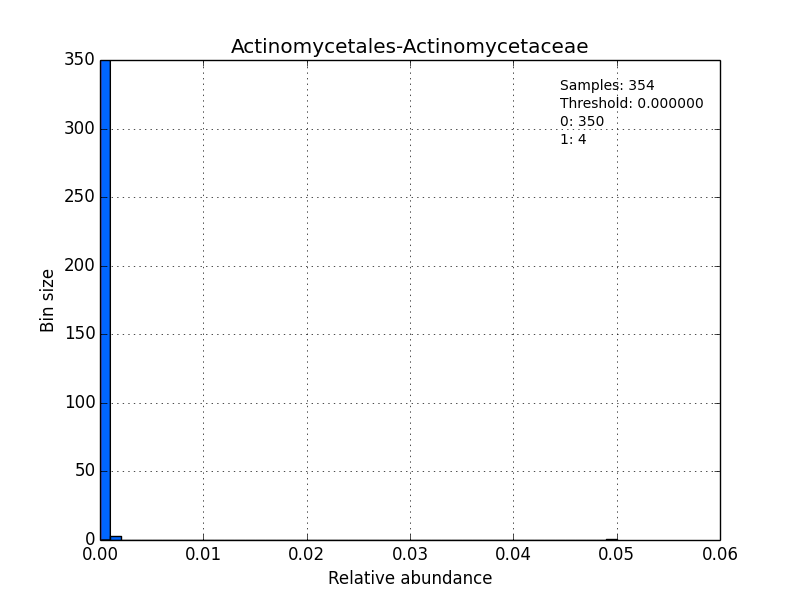 Actinomycetales-Actinomycetaceae
350
300
250
200
150
100
50
0
Bin size
Samples: 354
Threshold: 0.000000
0: 350
1: 4
0.00 0.01 0.02 0.03 0.04 0.05 0.06
Relative abundance